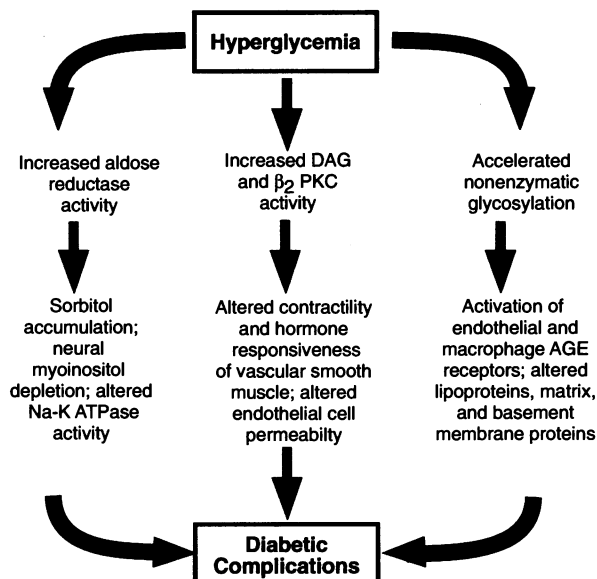 Hyperglycemia
Increased aldose
reductase
activity
Increased DAG
and β2 PKC
activity
Accelerated
nonenzymatic
glycosylation
Sorbitol
accumulation;
neural
myoinositol
depletion; altered
Na-K ATPase
activity
Altered contractility
and hormone
responsiveness
of vascular smooth
muscle; altered
endothelial cell
permeabilty
Activation of
endothelial and
macrophage AGE
receptors; altered
lipoproteins, matrix,
and basement
membrane proteins
Diabetic
Complications